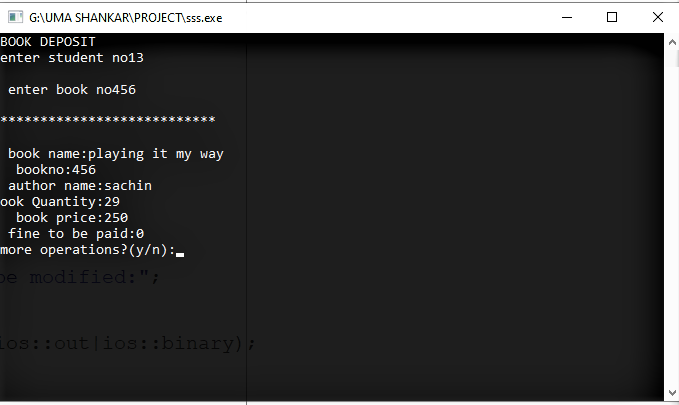 G:\UMA SHANKAR\PROJECT\sss.exe
BOOK DEPOSIT
enter student no13
enter book no456
***************************
book name:playing it my way
bookno:456
author name:sachin
ook Quantity:29
book price:250
fine to be paid:0
more operations?(y/n):
be modified:";
ios::out|ios::binary);